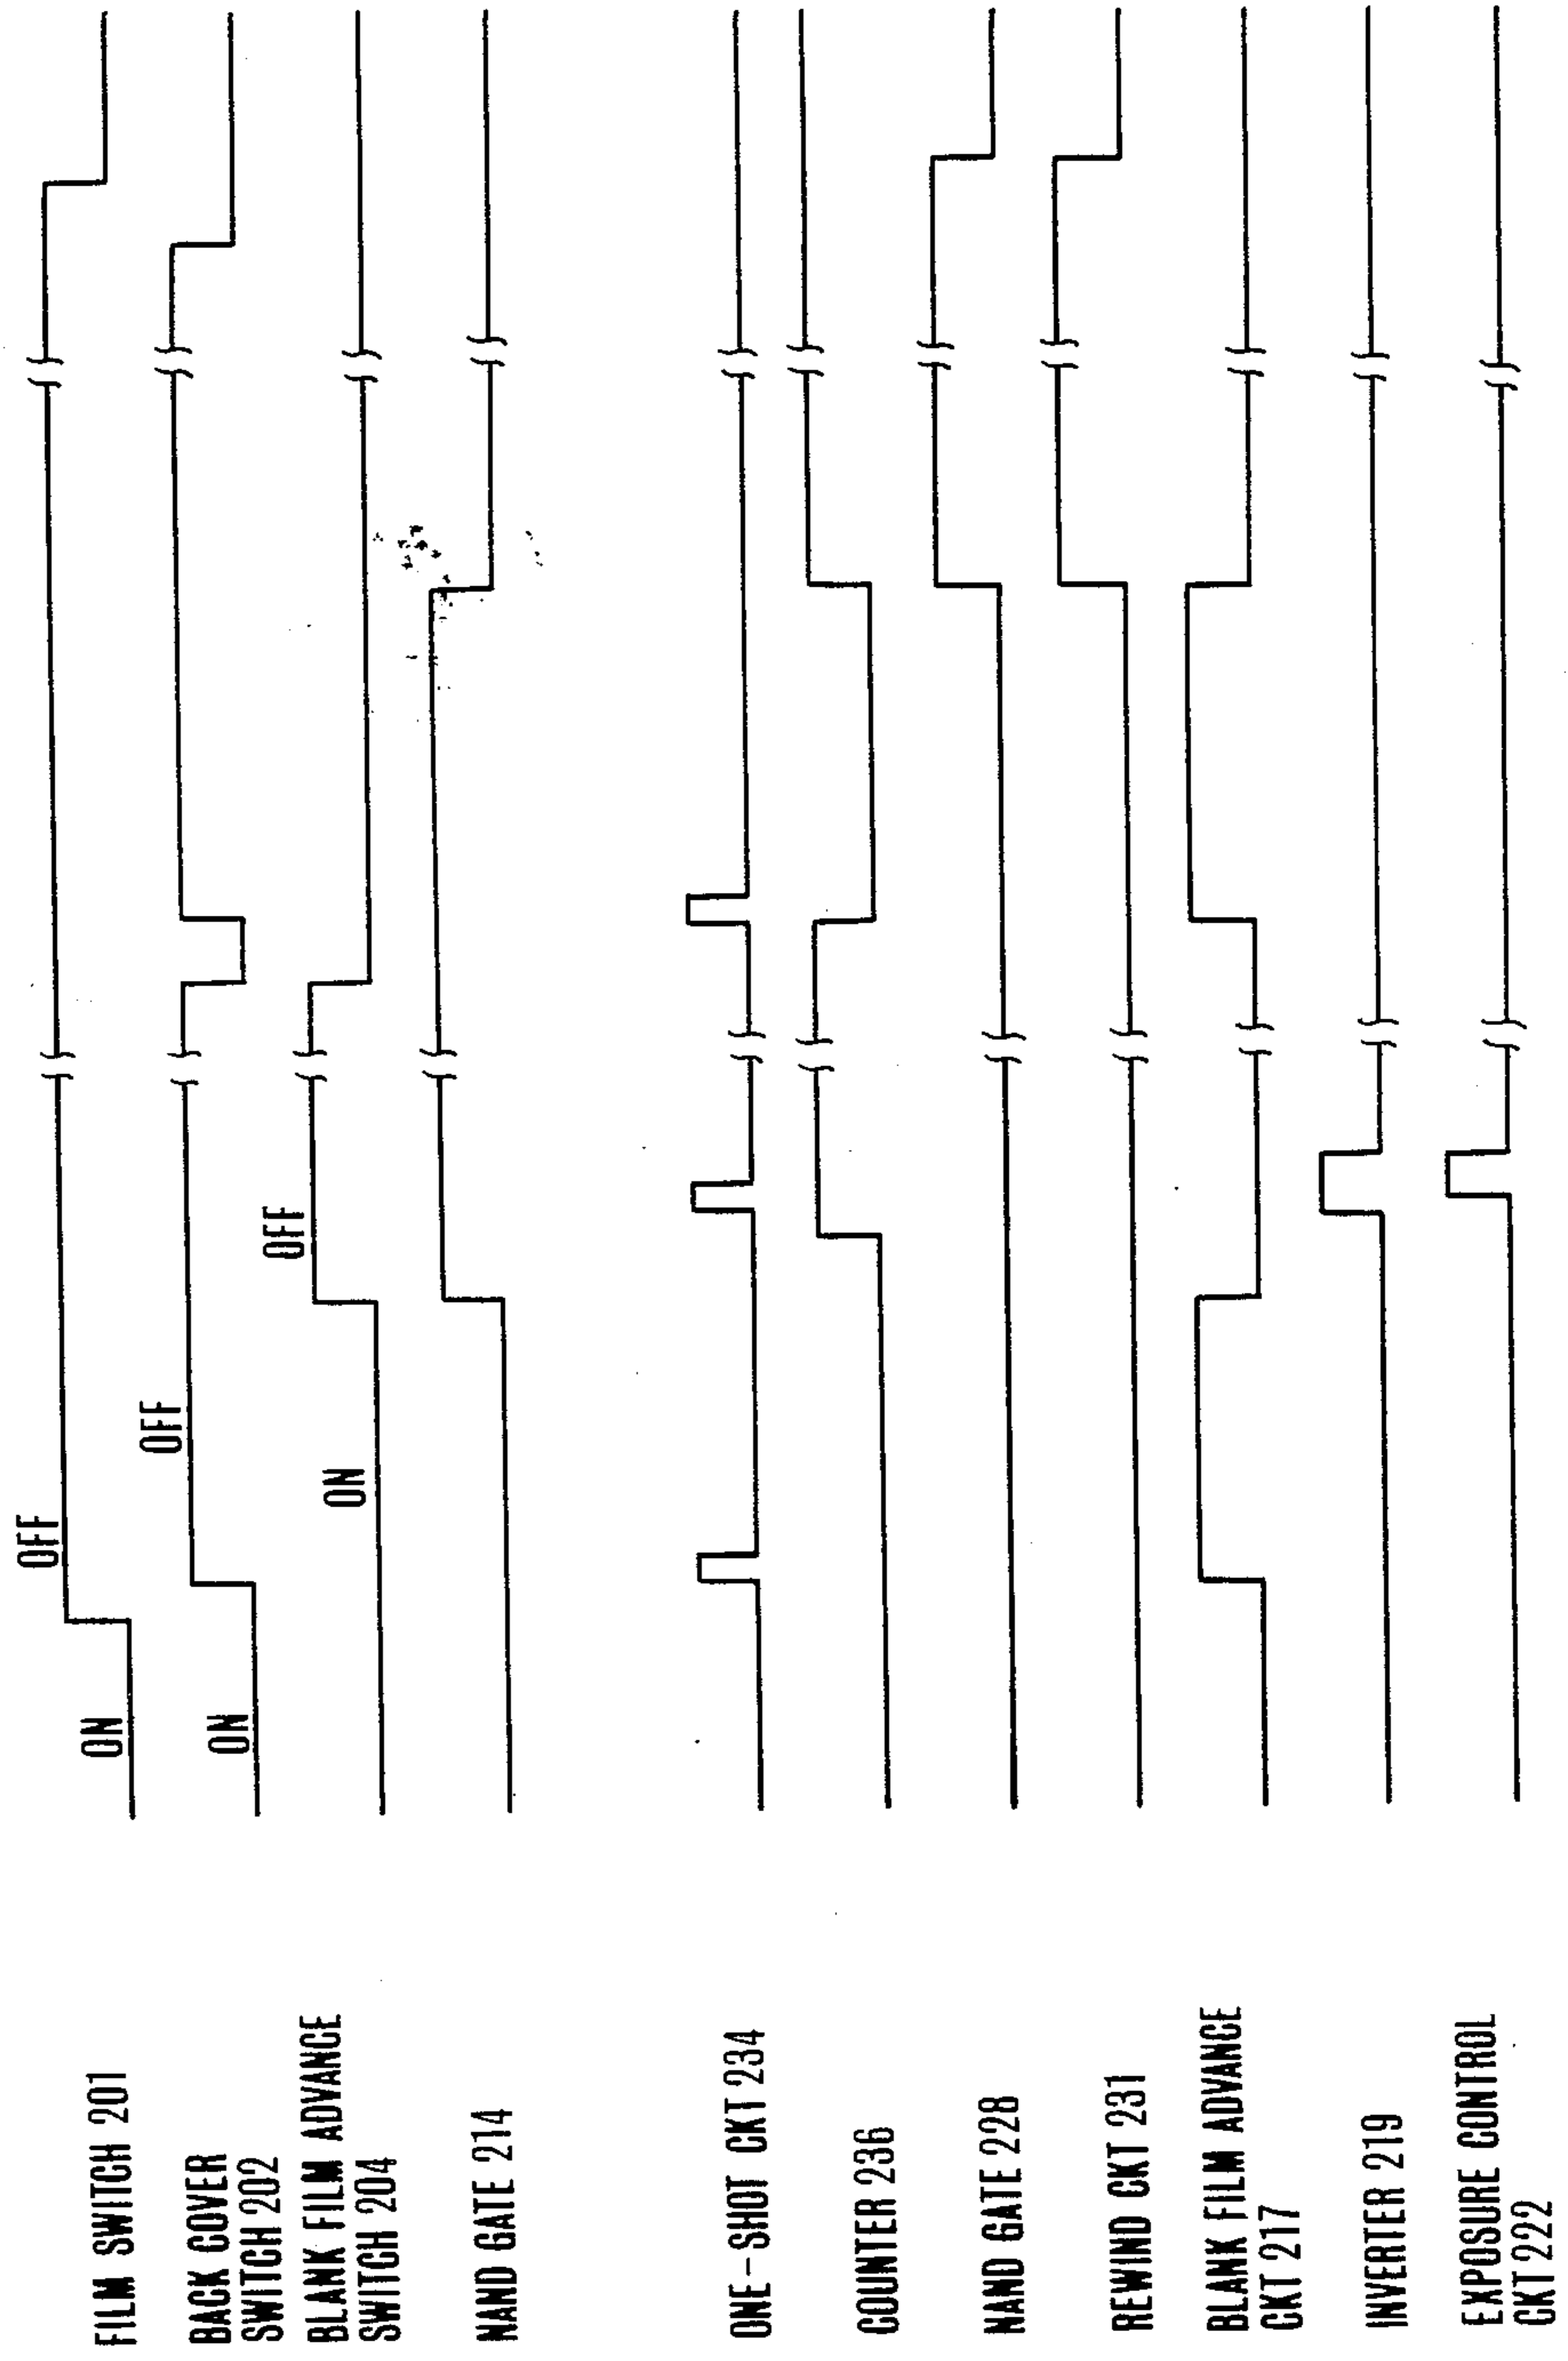 FILM SWITCH 201
ON
OFF
BACK COVER
SWITCH 202
ON
OFF
BLANK FILM ADVANCE
SWITCH 204
ON
OFF
NAND GATE 214
ONE-SHOT CKT 234
COUNTER 236
NAND GATE 228
REWIND CKT 231
BLANK FILM ADVANCE
CKT 217
INVERTER 219
EXPOSURE CONTROL
CKT 222